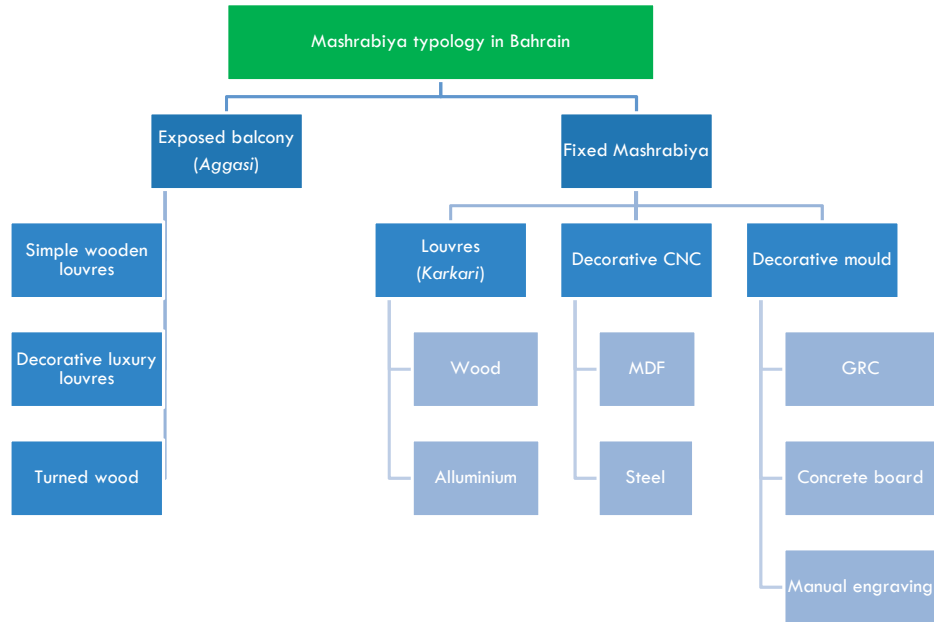 Mashrabiya typology in Bahrain
Exposed balcony
(Aggasi)
Fixed Mashrabiya
Simple wooden
louvres
Decorative luxury
louvres
Turned wood
Louvres
(Karkari)
Wood
Alluminium
Decorative CNC
MDF
Steel
Decorative mould
GRC
Concrete board
Manual engraving